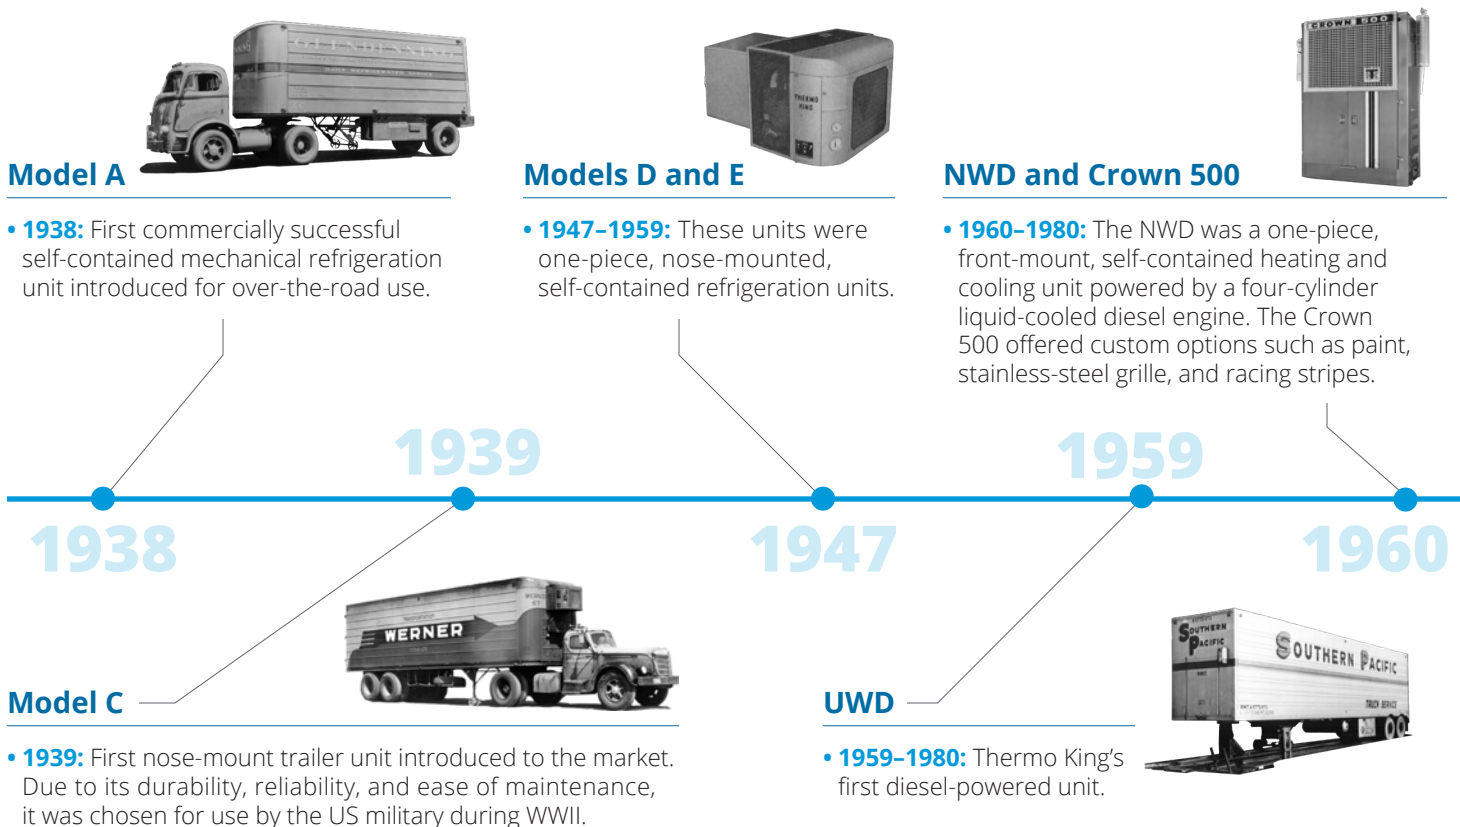 GLENDENNING
DAILY REFRIGERATED SERVICE
THERMO
KING
CROWN 500
T
Model A
• 1938: First commercially successful
self-contained mechanical refrigeration
unit introduced for over-the-road use.
Models D and E
• 1947–1959: These units were
one-piece, nose-mounted,
self-contained refrigeration units.
NWD and Crown 500
• 1960–1980: The NWD was a one-piece,
front-mount, self-contained heating and
cooling unit powered by a four-cylinder
liquid-cooled diesel engine. The Crown
500 offered custom options such as paint,
stainless-steel grille, and racing stripes.
1939
1959
1938
1947
1960
WERNER
SOUTHERN
PACIFIC
SOUTHERN PACIFIC
TRUCK SERVICE
Model C
• 1939: First nose-mount trailer unit introduced to the market.
Due to its durability, reliability, and ease of maintenance,
it was chosen for use by the US military during WWII.
UWD
• 1959–1980: Thermo King’s
first diesel-powered unit.